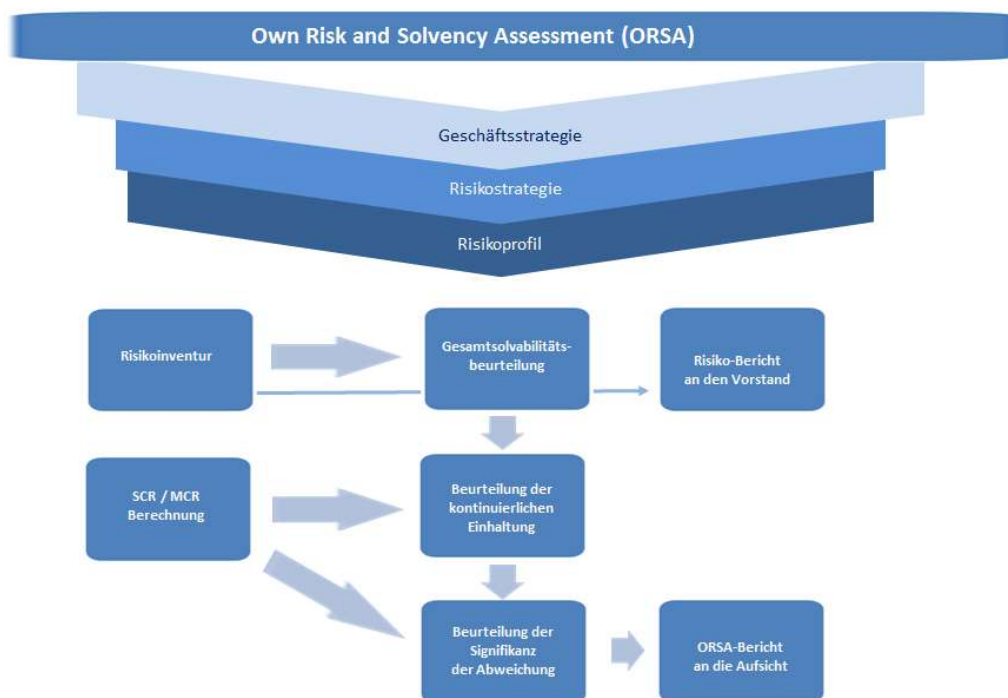 Own Risk and Solvency Assessment (ORSA)
Geschäftsstrategie
Risikostrategie
Risikoprofil
Risikoinventur
Gesamtsolvabilitäts-
beurteilung
Risiko-Bericht
an den Vorstand
SCR / MCR
Berechnung
Beurteilung der
kontinuierlichen
Einhaltung
Beurteilung der
Signifikanz
der Abweichung
ORSA-Bericht
an die Aufsicht